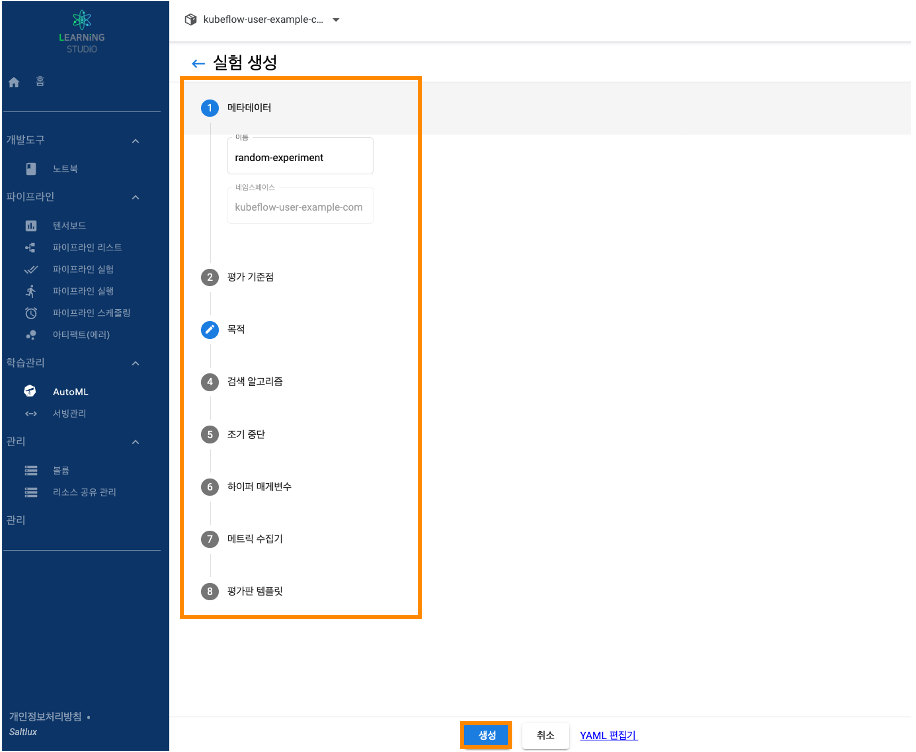 LEARNiNG
STUDIO
홈
개발도구
노트북
파이프라인
텐서보드
파이프라인 리스트
파이프라인 실험
파이프라인 실행
파이프라인 스케줄링
아티팩트(에러)
학습관리
AutoML
서빙관리
관리
볼륨
리소스 공유 관리
관리
개인정보처리방침 •
Saltlux
kubeflow-user-example-c...
← 실험 생성
1 메타데이터
이름
random-experiment
네임스페이스
kubeflow-user-example-com
2 평가 기준점
목적
4 검색 알고리즘
5 조기 중단
6 하이퍼 매게변수
7 메트릭 수집기
8 평가판 템플릿
생성 취소 YAML 편집기